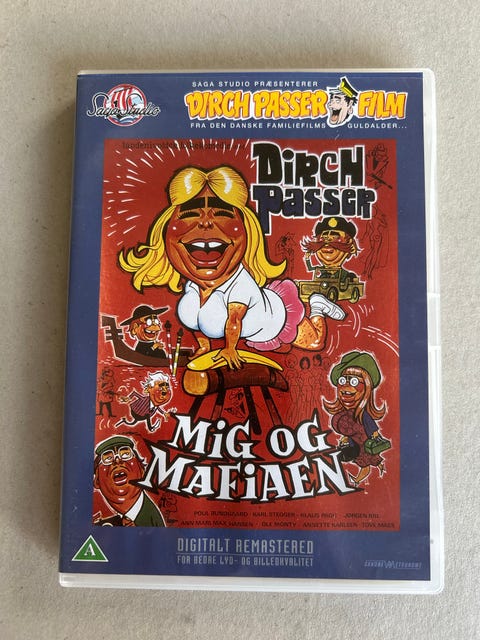 Saga Studio
SAGA STUDIO PRÆSENTERER
DIRCH PASSER FILM
FRA DEN DANSKE FAMILIEFILMS GULDALDER...
DIRCH
PASSER
MIG OG
MAFIAEN
POUL BUNDGAARD · KARL STEGGER · KLAUS PAGH · JØRGEN KIIL
ANN-MARI MAX HANSEN · OLE MONTY · ANNETTE KARLSEN · TOVE MAËS
A
DIGITALT REMASTERED
FOR BEDRE LYD- OG BILLEDKVALITET